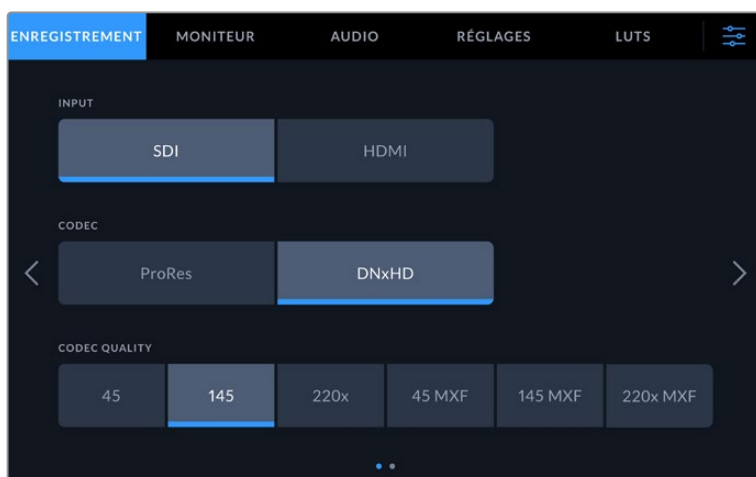 ENREGISTREMENT MONITEUR AUDIO RÉGLAGES LUTS
INPUT
SDI HDMI
CODEC
ProRes DNxHD
CODEC QUALITY
45 145 220x 45 MXF 145 MXF 220x MXF